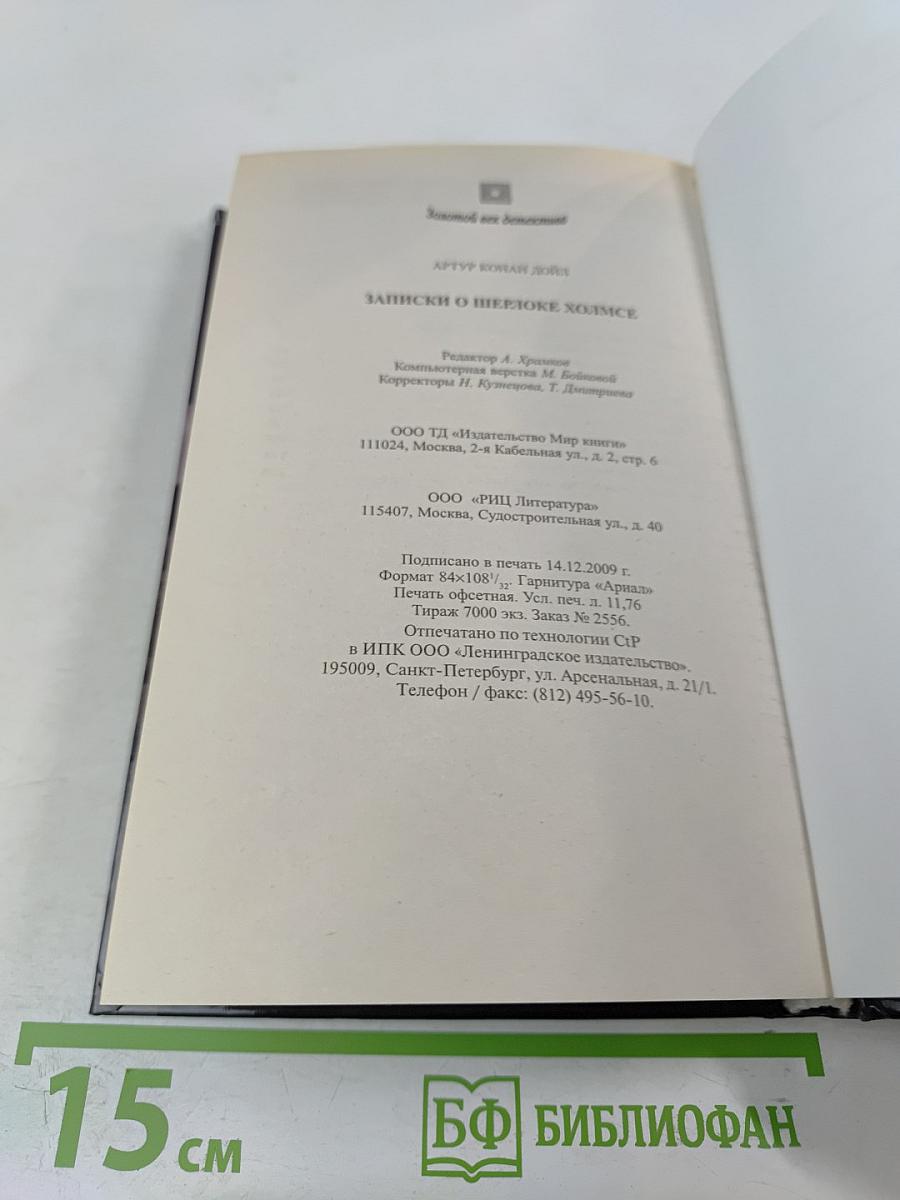 Золотой век детектива
АРТУР КОНАН ДОЙЛ
ЗАПИСКИ О ШЕРЛОКЕ ХОЛМСЕ
Редактор А. Храмков
Компьютерная верстка М. Бойковой
Корректоры Н. Кузнецова, Т. Дмитриева
ООО ТД «Издательство Мир книги»
111024, Москва, 2-я Кабельная ул., д. 2, стр. 6
ООО «РИЦ Литература»
115407, Москва, Судостроительная ул., д. 40
Подписано в печать 14.12.2009 г.
Формат 84×108¹/₃₂. Гарнитура «Ариал»
Печать офсетная. Усл. печ. л. 11,76
Тираж 7000 экз. Заказ № 2556.
Отпечатано по технологии CtP
в ИПК ООО «Ленинградское издательство».
195009, Санкт-Петербург, ул. Арсенальная, д. 21/1.
Телефон / факс: (812) 495-56-10.
15 см
БФ БИБЛИОФАН